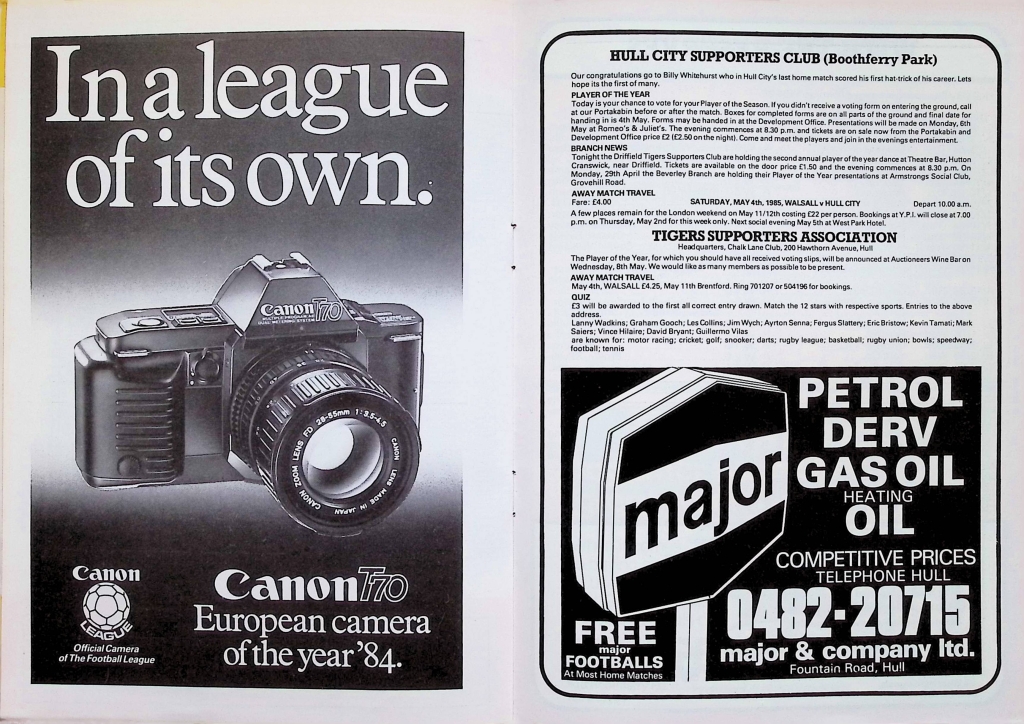 In a league
of its own.
Canon T70
MULTIPLE PROGRAM AE
DUAL METERING SYSTEM
CANON ZOOM LENS FD 28-55mm 1:3.5-4.5
CANON LENS MADE IN JAPAN
Canon
LEAGUE
Official Camera
of The Football League
Canon T70
European camera
of the year '84.
HULL CITY SUPPORTERS CLUB (Boothferry Park)
Our congratulations go to Billy Whitehurst who in Hull City's last home match scored his first hat-trick of his career. Lets
hope its the first of many.
PLAYER OF THE YEAR
Today is your chance to vote for your Player of the Season. If you didn't receive a voting form on entering the ground, call
at our Portakabin before or after the match. Boxes for completed forms are on all parts of the ground and final date for
handing in is 4th May. Forms may be handed in at the Development Office. Presentations will be made on Monday, 6th
May at Romeo's & Juliet's. The evening commences at 8.30 p.m. and tickets are on sale now from the Portakabin and
Development Office price £2 (£2.50 on the night). Come and meet the players and join in the evenings entertainment.
BRANCH NEWS
Tonight the Driffield Tigers Supporters Club are holding the second annual player of the year dance at Theatre Bar, Hutton
Cranswick, near Driffield. Tickets are available on the door price £1.50 and the evening commences at 8.30 p.m. On
Monday, 29th April the Beverley Branch are holding their Player of the Year presentations at Armstrongs Social Club,
Grovehill Road.
AWAY MATCH TRAVEL
Fare: £4.00 SATURDAY, MAY 4th, 1985, WALSALL v HULL CITY Depart 10.00 a.m.
A few places remain for the London weekend on May 11/12th costing £22 per person. Bookings at Y.P.I. will close at 7.00
p.m. on Thursday, May 2nd for this week only. Next social evening May 5th at West Park Hotel.
TIGERS SUPPORTERS ASSOCIATION
Headquarters, Chalk Lane Club, 200 Hawthorn Avenue, Hull
The Player of the Year, for which you should have all received voting slips, will be announced at Auctioneers Wine Bar on
Wednesday, 8th May. We would like as many members as possible to be present.
AWAY MATCH TRAVEL
May 4th, WALSALL £4.25, May 11th Brentford. Ring 701207 or 504196 for bookings.
QUIZ
£3 will be awarded to the first all correct entry drawn. Match the 12 stars with respective sports. Entries to the above
address.
Lanny Wadkins; Graham Gooch; Les Collins; Jim Wych; Ayrton Senna; Fergus Slattery; Eric Bristow; Kevin Tamati; Mark
Saiers; Vince Hilaire; David Bryant; Guillermo Vilas
are known for: motor racing; cricket; golf; snooker; darts; rugby league; basketball; rugby union; bowls; speedway;
football; tennis
major
PETROL
DERV
GAS OIL
HEATING
OIL
COMPETITIVE PRICES
TELEPHONE HULL
0482-20715
major & company ltd.
Fountain Road, Hull
FREE
major
FOOTBALLS
At Most Home Matches